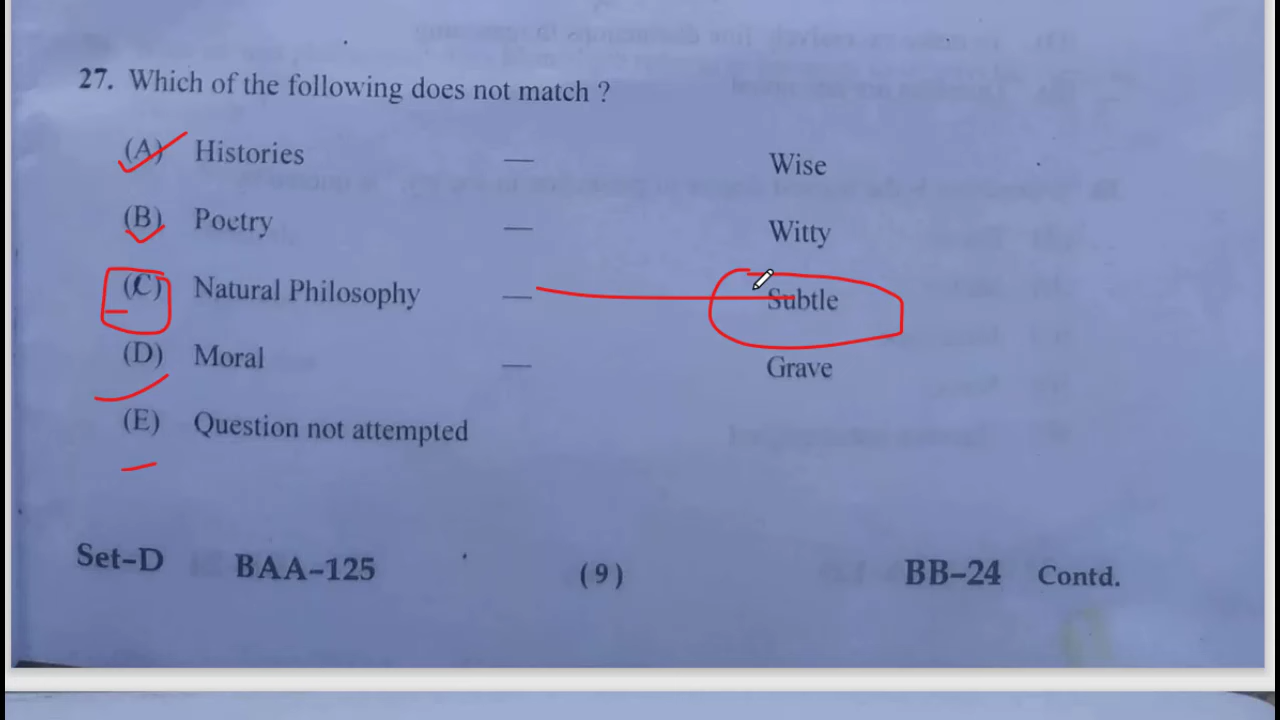 27. Which of the following does not match ?
(A) Histories — Wise
(B) Poetry — Witty
(C) Natural Philosophy — Subtle
(D) Moral — Grave
(E) Question not attempted
Set–D BAA–125 (9) BB–24 Contd.